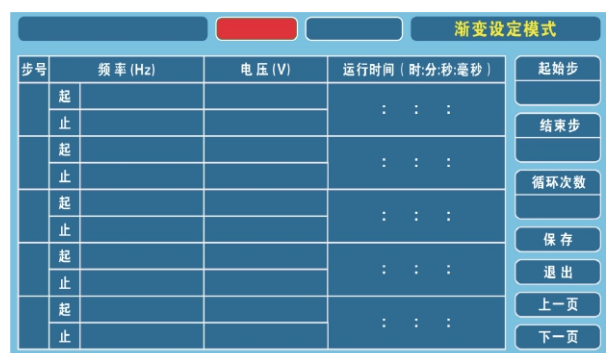 渐变设定模式
步号 频率(Hz) 电压(V) 运行时间(时:分:秒:毫秒) 起始步
起 : : :
止 结束步
起 : : :
止 循环次数
起 : : :
止 保存
起 : : : 退出
止
起 : : : 上一页
止 下一页